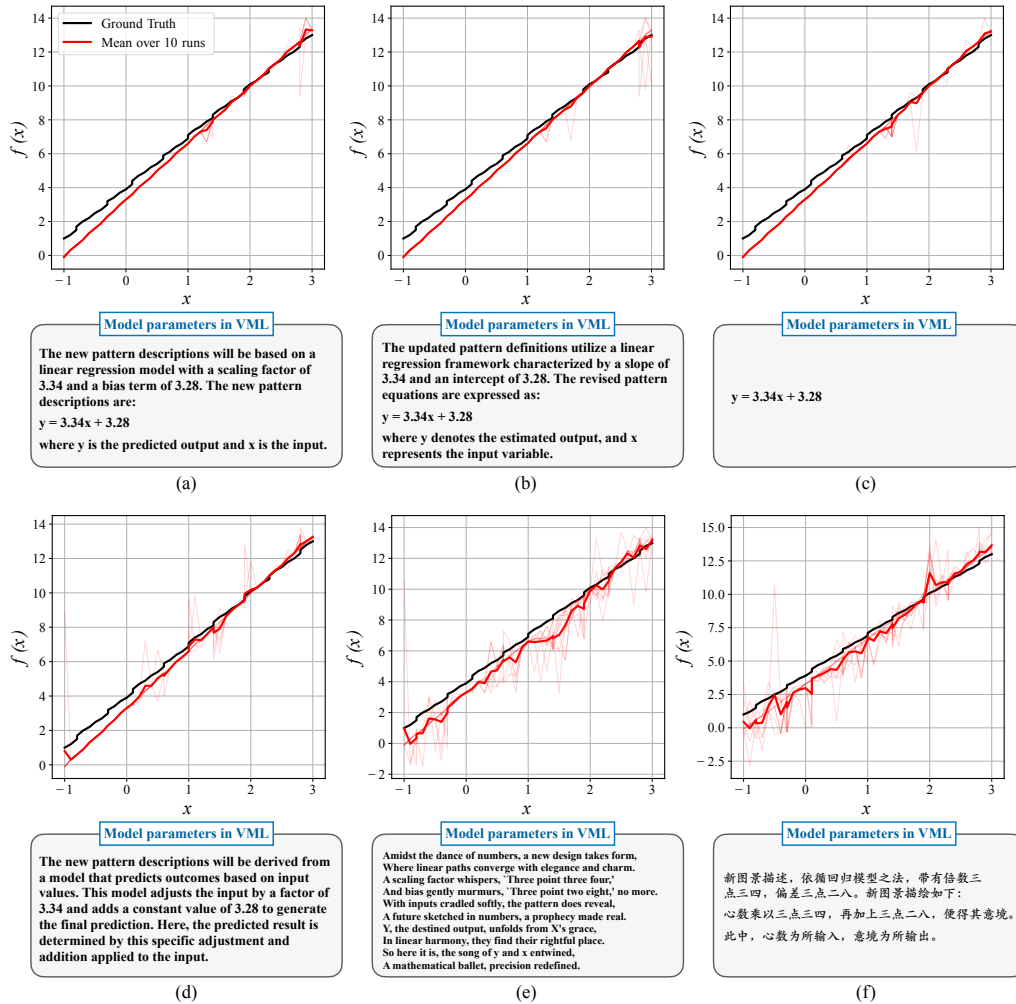 14
12
10
8
6
4
2
0
f (x)
Ground Truth
Mean over 10 runs
−1 0 1 2 3
x
Model parameters in VML
The new pattern descriptions will be based on a
linear regression model with a scaling factor of
3.34 and a bias term of 3.28. The new pattern
descriptions are:
y = 3.34x + 3.28
where y is the predicted output and x is the input.
(a)
14
12
10
8
6
4
2
0
f (x)
−1 0 1 2 3
x
Model parameters in VML
The updated pattern definitions utilize a linear
regression framework characterized by a slope of
3.34 and an intercept of 3.28. The revised pattern
equations are expressed as:
y = 3.34x + 3.28
where y denotes the estimated output, and x
represents the input variable.
(b)
14
12
10
8
6
4
2
0
f (x)
−1 0 1 2 3
x
Model parameters in VML
y = 3.34x + 3.28
(c)
14
12
10
8
6
4
2
0
f (x)
−1 0 1 2 3
x
Model parameters in VML
The new pattern descriptions will be derived from
a model that predicts outcomes based on input
values. This model adjusts the input by a factor of
3.34 and adds a constant value of 3.28 to generate
the final prediction. Here, the predicted result is
determined by this specific adjustment and
addition applied to the input.
(d)
14
12
10
8
6
4
2
0
−2
f (x)
−1 0 1 2 3
x
Model parameters in VML
Amidst the dance of numbers, a new design takes form,
Where linear paths converge with elegance and charm.
A scaling factor whispers, `Three point three four,'
And bias gently murmurs, `Three point two eight,' no more.
With inputs cradled softly, the pattern does reveal,
A future sketched in numbers, a prophecy made real.
Y, the destined output, unfolds from X's grace,
In linear harmony, they find their rightful place.
So here it is, the song of y and x entwined,
A mathematical ballet, precision redefined.
(e)
15.0
12.5
10.0
7.5
5.0
2.5
0.0
−2.5
f (x)
−1 0 1 2 3
x
Model parameters in VML
新图景描述，依循回归模型之法，带有倍数三
点三四，偏差三点二八。新图景描绘如下：
心数乘以三点三四，再加上三点二八，便得其意境。
此中，心数为所输入，意境为所输出。
(f)